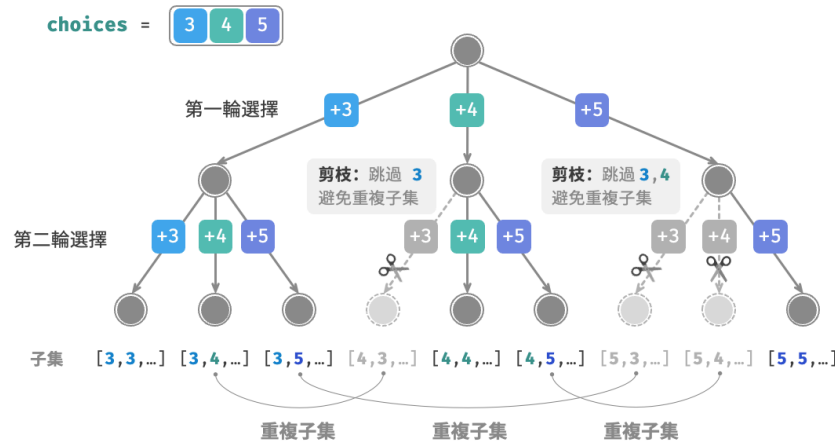 choices = 3 4 5
第一輪選擇
+3
+4
+5
剪枝：跳過 3
避免重複子集
剪枝：跳過 3,4
避免重複子集
第二輪選擇
+3
+4
+5
+3
+4
+5
+3
+4
+5
子集 [3,3,…] [3,4,…] [3,5,…] [4,3,…] [4,4,…] [4,5,…] [5,3,…] [5,4,…] [5,5,…]
重複子集 重複子集 重複子集